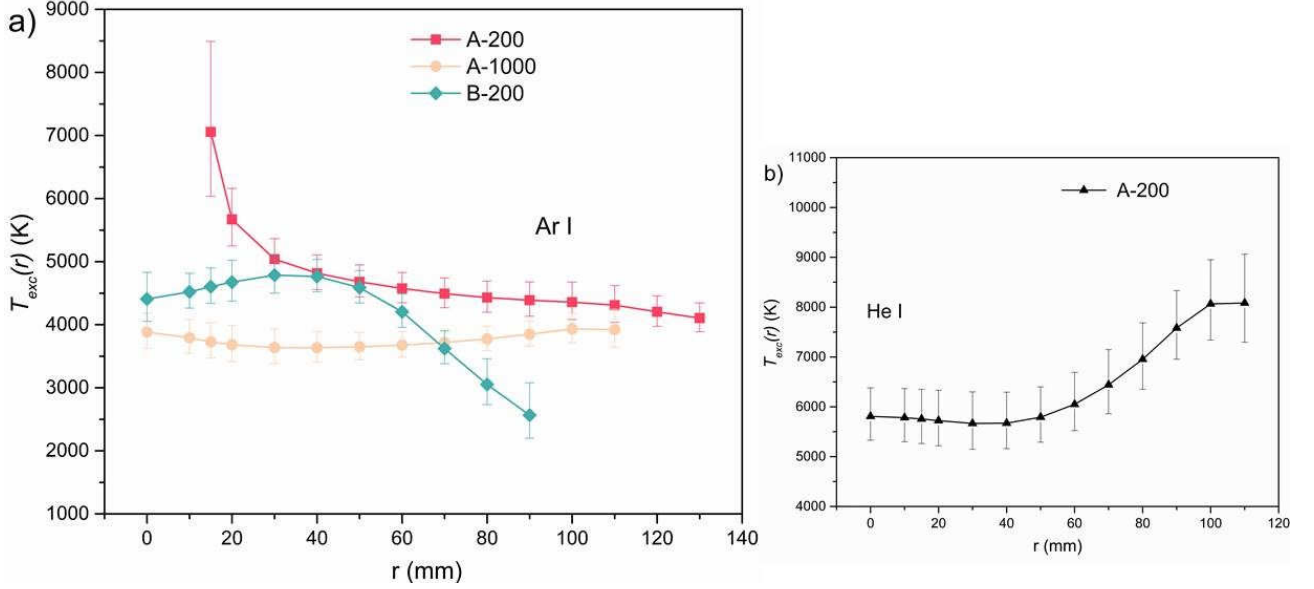 a)
A-200
A-1000
B-200
Ar I
T_exc(r) (K)
9000
8000
7000
6000
5000
4000
3000
2000
1000
0 20 40 60 80 100 120 140
r (mm)
b)
A-200
He I
T_exc(r) (K)
11000
10000
9000
8000
7000
6000
5000
4000
0 20 40 60 80 100 120
r (mm)